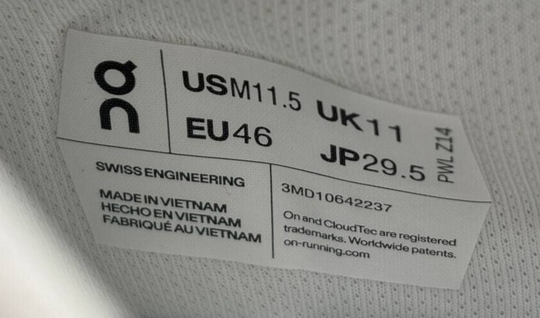 USM11.5 UK11
EU46 JP29.5
PWL Z14
SWISS ENGINEERING
MADE IN VIETNAM
HECHO EN VIETNAM
FABRIQUÉ AU VIETNAM
3MD10642237
On and CloudTec are registered
trademarks. Worldwide patents.
on-running.com